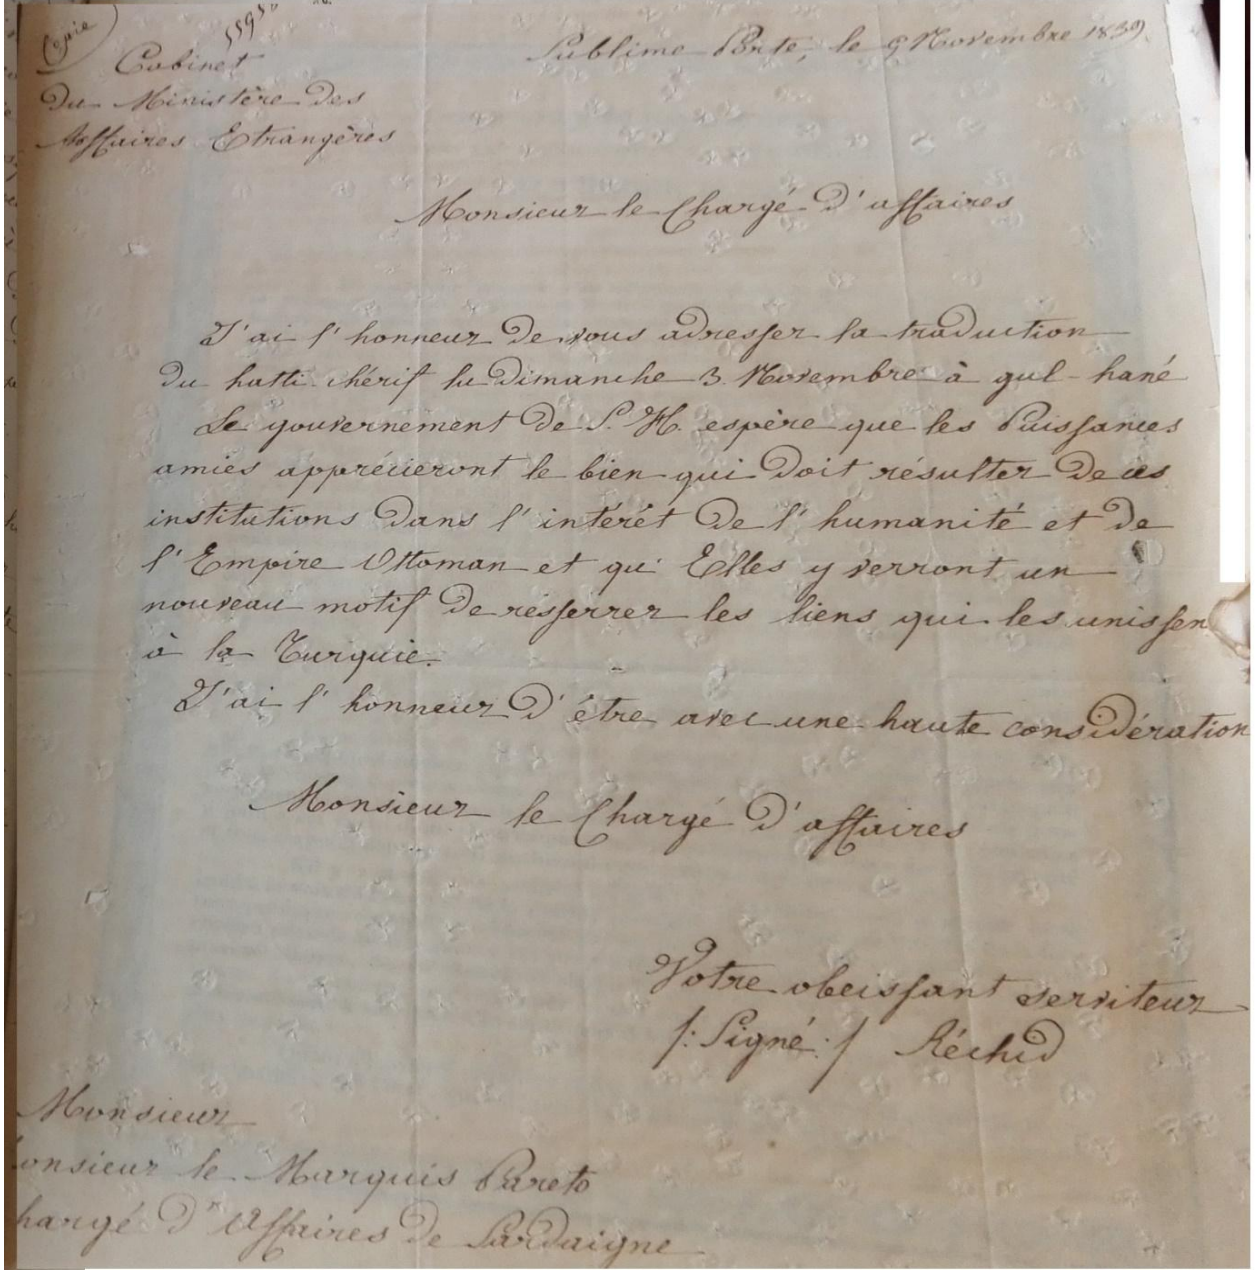 Copie
Cabinet
Sublime Porte, le 9 Novembre 1839
du Ministère des
Affaires Etrangères
Monsieur le Chargé d'affaires
J'ai l'honneur de vous adresser la traduction
du hatti-chérif lu dimanche 3 Novembre à gul-hané
Le gouvernement de S. H. espère que les Puissances
amies apprécieront le bien qui doit résulter de ces
institutions dans l'intérêt de l'humanité et de
l'Empire Ottoman et qu'Elles y verront un
nouveau motif de resserrer les liens qui les unissen
à la Turquie.
J'ai l'honneur d'être avec une haute considération
Monsieur le Chargé d'affaires
Votre obeissant serviteur
/: Signé :/ Réchid
Monsieur
onsieur le Marquis Pareto
hargé d'Affaires de Sardaigne